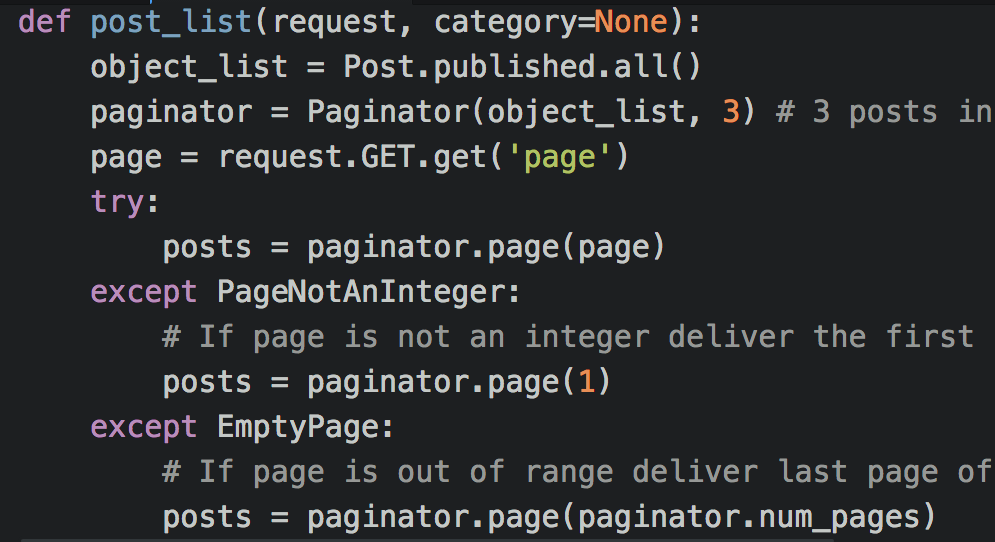 def post_list(request, category=None):
    object_list = Post.published.all()
    paginator = Paginator(object_list, 3) # 3 posts in
    page = request.GET.get('page')
    try:
        posts = paginator.page(page)
    except PageNotAnInteger:
        # If page is not an integer deliver the first
        posts = paginator.page(1)
    except EmptyPage:
        # If page is out of range deliver last page of
        posts = paginator.page(paginator.num_pages)